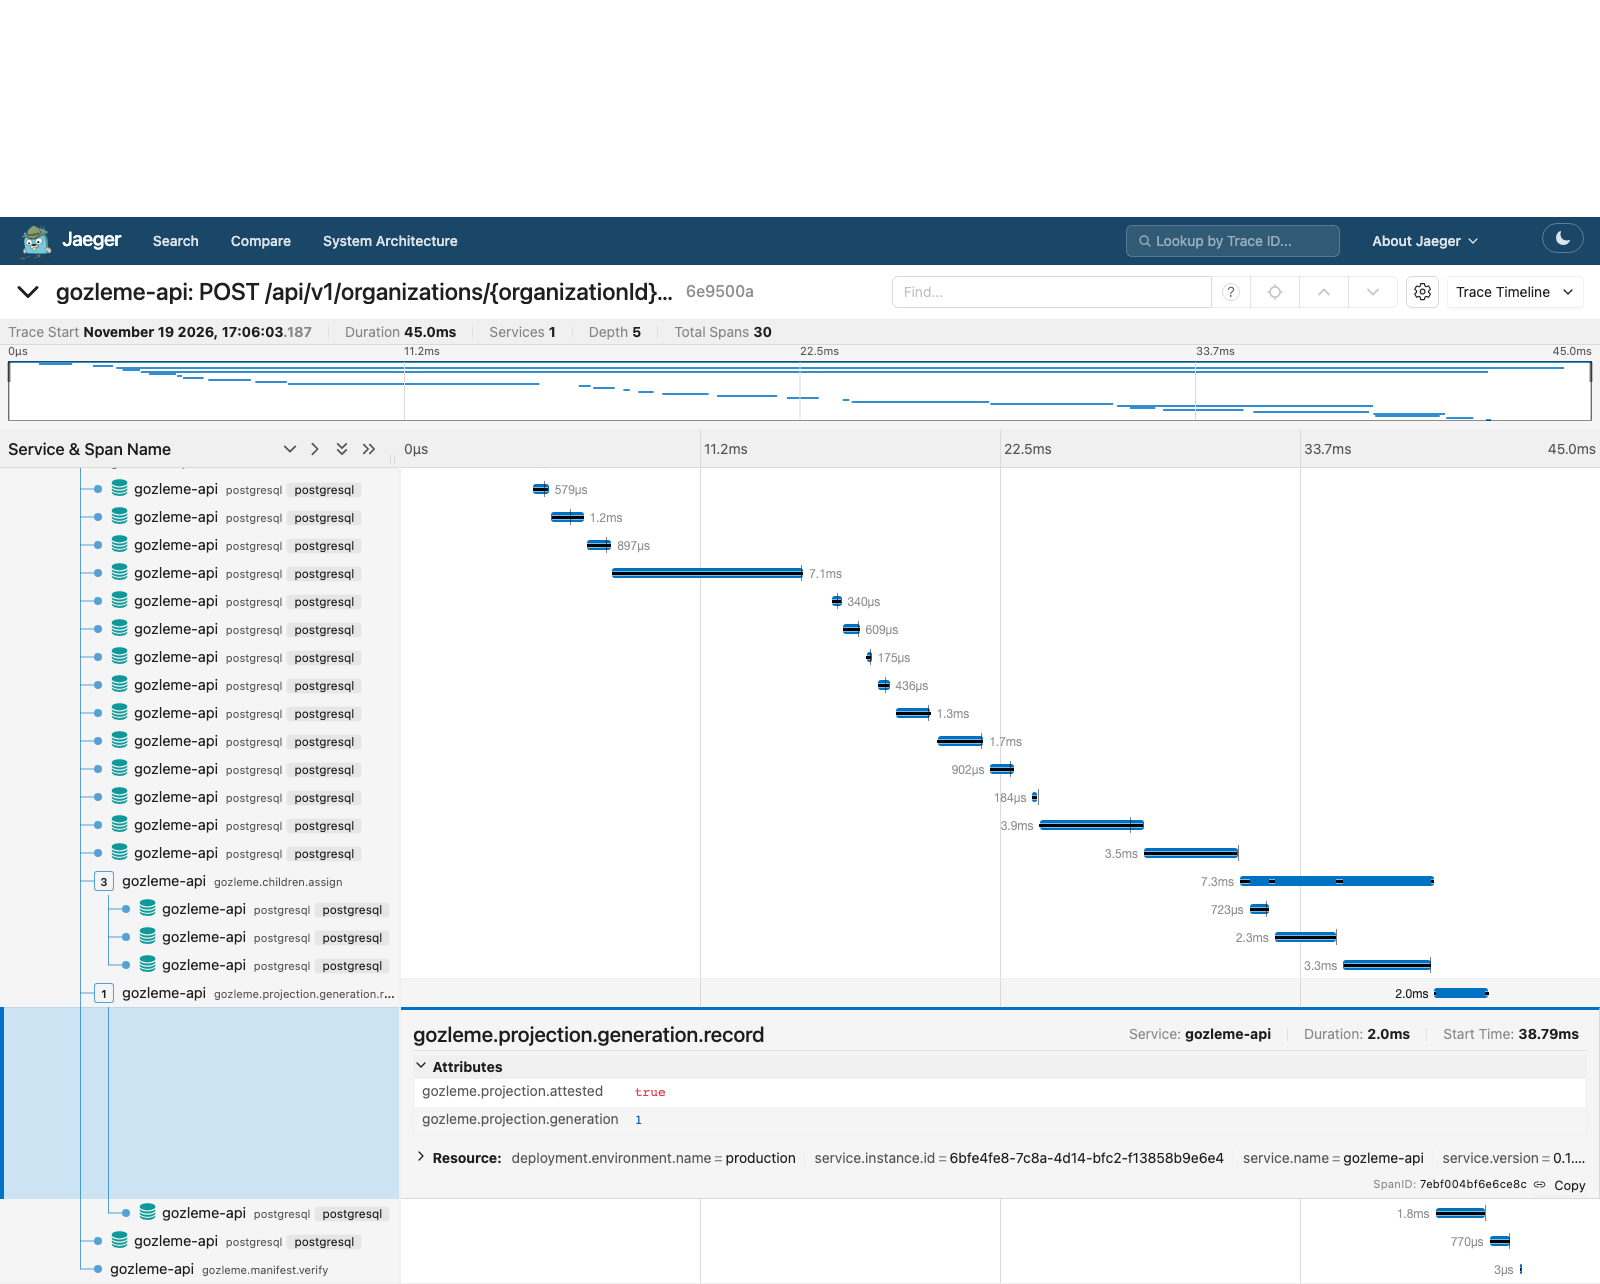 Jaeger Search Compare System Architecture Lookup by Trace ID... About Jaeger
gozleme-api: POST /api/v1/organizations/{organizationId}... 6e9500a Find... ? Trace Timeline
Trace Start November 19 2026, 17:06:03.187 Duration 45.0ms Services 1 Depth 5 Total Spans 30
0μs 11.2ms 22.5ms 33.7ms 45.0ms
Service & Span Name 0μs 11.2ms 22.5ms 33.7ms 45.0ms
gozleme-api postgresql postgresql 579μs
gozleme-api postgresql postgresql 1.2ms
gozleme-api postgresql postgresql 897μs
gozleme-api postgresql postgresql 7.1ms
gozleme-api postgresql postgresql 340μs
gozleme-api postgresql postgresql 609μs
gozleme-api postgresql postgresql 175μs
gozleme-api postgresql postgresql 436μs
gozleme-api postgresql postgresql 1.3ms
gozleme-api postgresql postgresql 1.7ms
gozleme-api postgresql postgresql 902μs
gozleme-api postgresql postgresql 184μs
gozleme-api postgresql postgresql 3.9ms
gozleme-api postgresql postgresql 3.5ms
3 gozleme-api gozleme.children.assign 7.3ms
gozleme-api postgresql postgresql 723μs
gozleme-api postgresql postgresql 2.3ms
gozleme-api postgresql postgresql 3.3ms
1 gozleme-api gozleme.projection.generation.r... 2.0ms
gozleme.projection.generation.record Service: gozleme-api Duration: 2.0ms Start Time: 38.79ms
Attributes
gozleme.projection.attested true
gozleme.projection.generation 1
Resource: deployment.environment.name = production service.instance.id = 6bfe4fe8-7c8a-4d14-bfc2-f13858b9e6e4 service.name = gozleme-api service.version = 0.1....
SpanID: 7ebf004bf6e6ce8c Copy
gozleme-api postgresql postgresql 1.8ms
gozleme-api postgresql postgresql 770μs
gozleme-api gozleme.manifest.verify 3μs